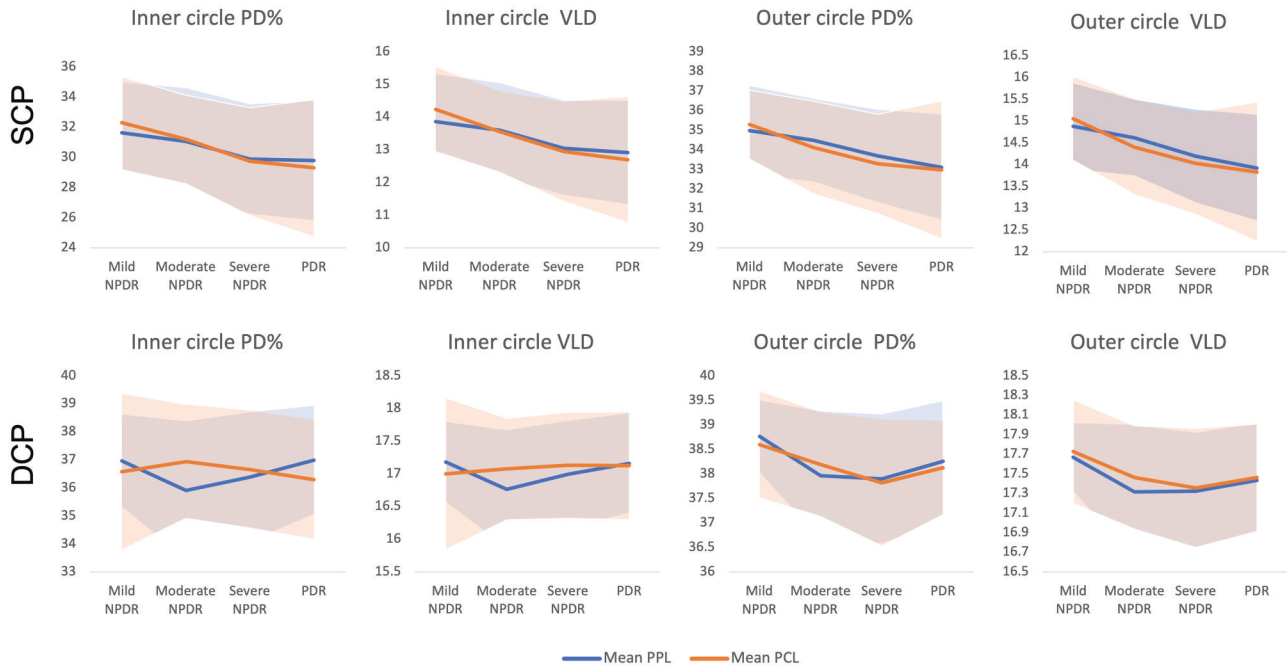 Inner circle PD%
Inner circle VLD
Outer circle PD%
Outer circle VLD
SCP
36
34
32
30
28
26
24
Mild NPDR
Moderate NPDR
Severe NPDR
PDR
16
15
14
13
12
11
10
Mild NPDR
Moderate NPDR
Severe NPDR
PDR
39
38
37
36
35
34
33
32
31
30
29
Mild NPDR
Moderate NPDR
Severe NPDR
PDR
16.5
16
15.5
15
14.5
14
13.5
13
12.5
12
Mild NPDR
Moderate NPDR
Severe NPDR
PDR
Inner circle PD%
Inner circle VLD
Outer circle PD%
Outer circle VLD
DCP
40
39
38
37
36
35
34
33
Mild NPDR
Moderate NPDR
Severe NPDR
PDR
18.5
18
17.5
17
16.5
16
15.5
Mild NPDR
Moderate NPDR
Severe NPDR
PDR
40
39.5
39
38.5
38
37.5
37
36.5
36
Mild NPDR
Moderate NPDR
Severe NPDR
PDR
18.5
18.3
18.1
17.9
17.7
17.5
17.3
17.1
16.9
16.7
16.5
Mild NPDR
Moderate NPDR
Severe NPDR
PDR
Mean PPL
Mean PCL